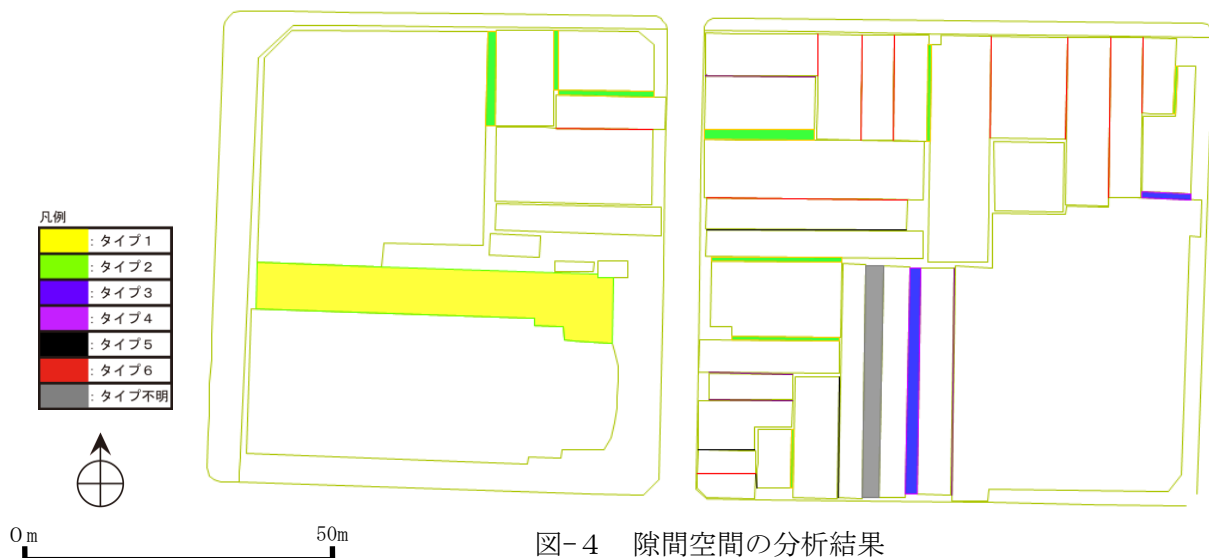 凡例
：タイプ1
：タイプ2
：タイプ3
：タイプ4
：タイプ5
：タイプ6
：タイプ不明
0m 50m
図-4 隙間空間の分析結果